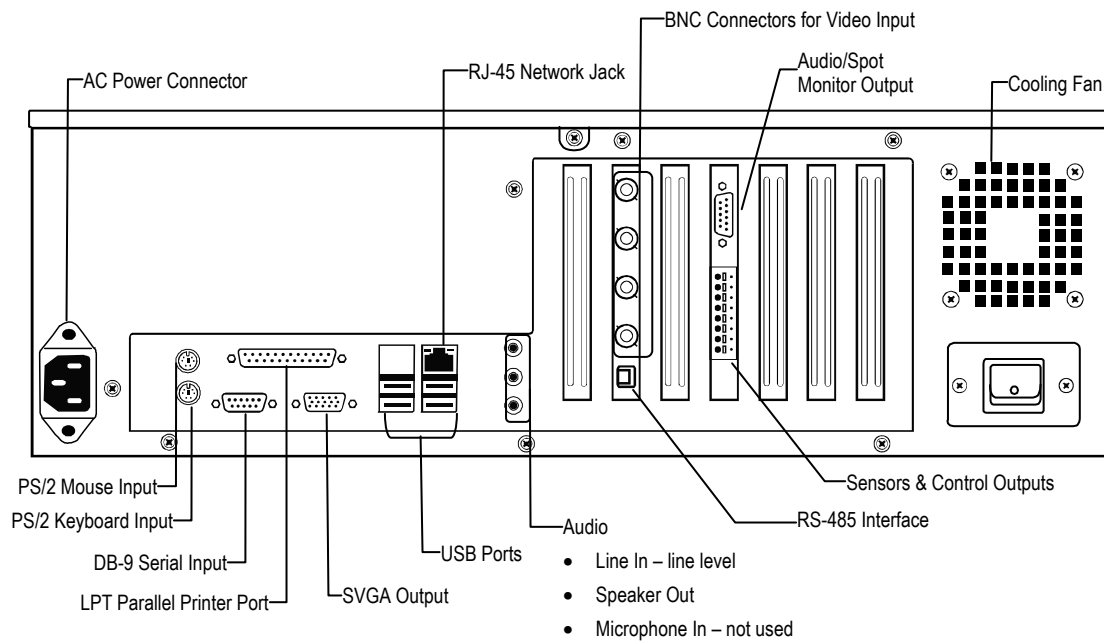 BNC Connectors for Video Input
AC Power Connector
RJ-45 Network Jack
Audio/Spot
Monitor Output
Cooling Fan
PS/2 Mouse Input
PS/2 Keyboard Input
DB-9 Serial Input
LPT Parallel Printer Port
SVGA Output
USB Ports
Audio
• Line In – line level
• Speaker Out
• Microphone In – not used
Sensors & Control Outputs
RS-485 Interface